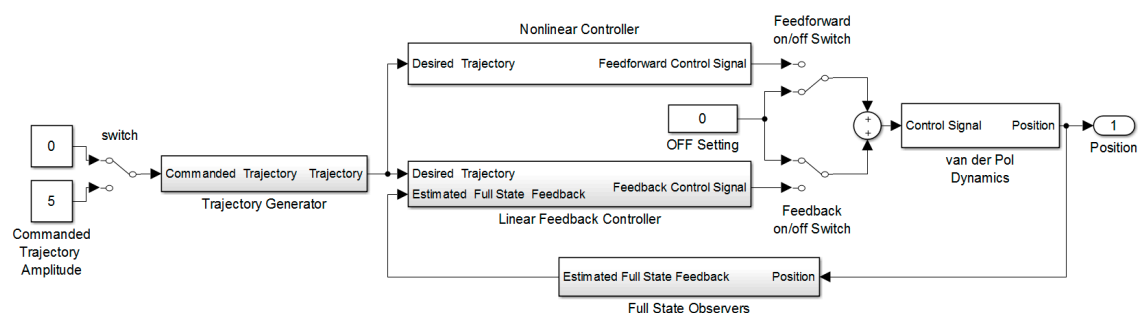 Nonlinear Controller
Desired Trajectory
Feedforward Control Signal
Feedforward
on/off Switch
0
OFF Setting
switch
0
5
Commanded
Trajectory
Amplitude
Commanded Trajectory
Trajectory
Trajectory Generator
Desired Trajectory
Estimated Full State Feedback
Feedback Control Signal
Linear Feedback Controller
Feedback
on/off Switch
+
+
Control Signal
Position
van der Pol
Dynamics
1
Position
Estimated Full State Feedback
Position
Full State Observers